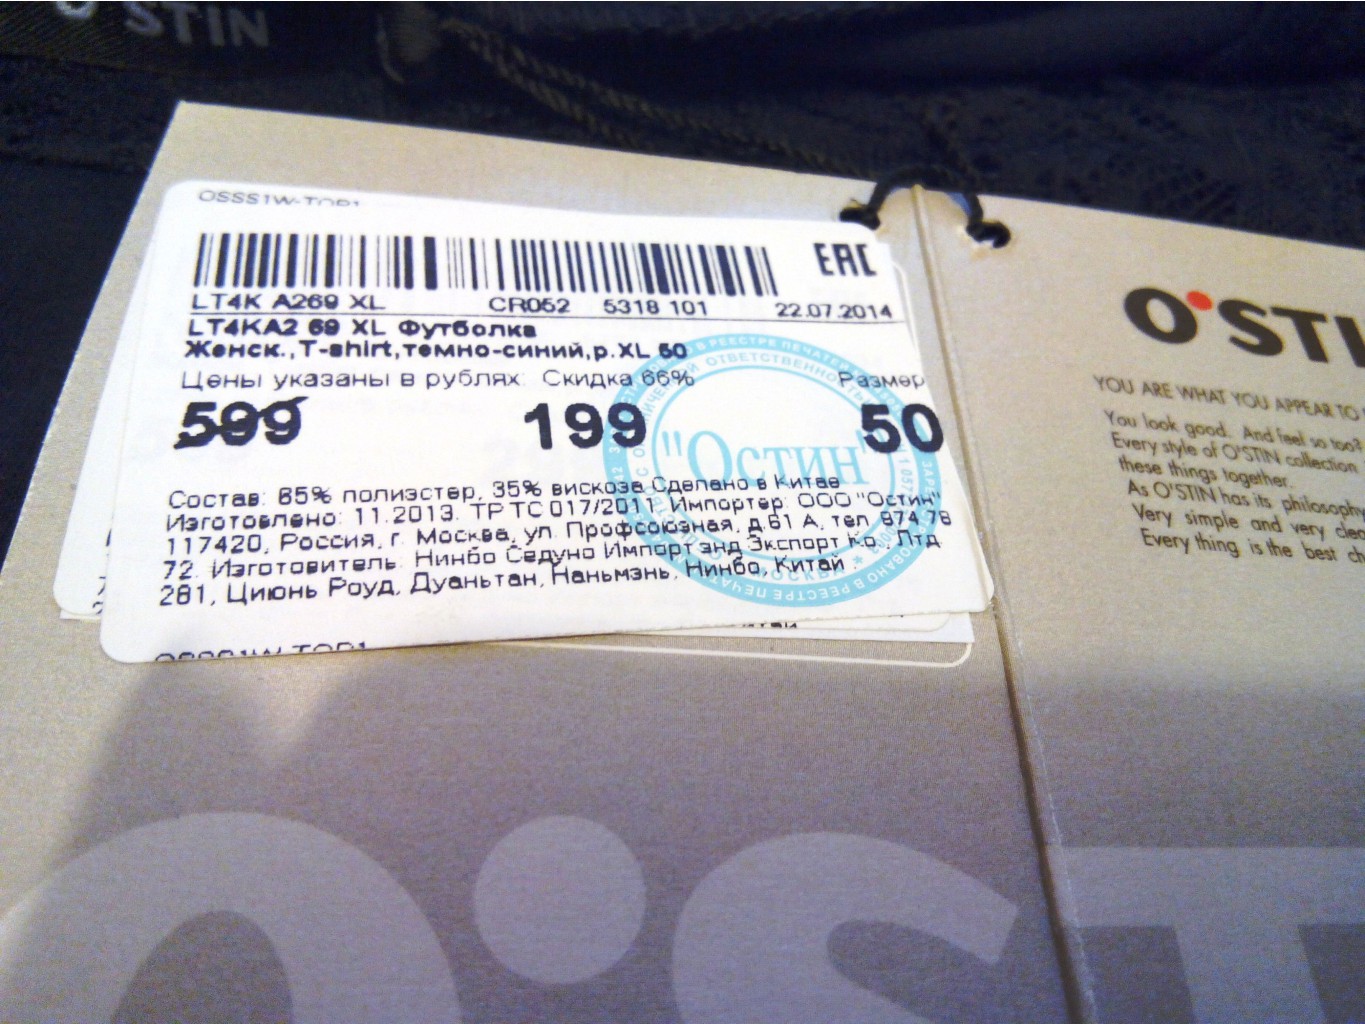 O'STIN
OSSS1W-TOP1
EAC
LT4K A269 XL CR052 5318 101 22.07.2014
LT4KA2 69 XL Футболка
Женск.,T-shirt,темно-синий,р.XL 50
Цены указаны в рублях: Скидка 66% Размер
599 199 50
Состав: 65% полиэстер, 35% вискоза Сделано в Китае
Изготовлено: 11.2013. ТР ТС 017/2011. Импортер: ООО "Остин"
117420, Россия, г. Москва, ул. Профсоюзная, д.61 А, тел. 874 78
72. Изготовитель: Нинбо Седуно Импорт энд Экспорт Ко., Лтд
281, Циюнь Роуд, Дуаньтан, Наньмэнь, Нинбо, Китай
"Остин"
OSSS1W-TOP1
O'STI
YOU ARE WHAT YOU APPEAR TO
You look good. And feel so too?
Every style of O'STIN collection
these things together.
As O'STIN has its philosophy
Very simple and very clea
Every thing is the best ch
O'ST